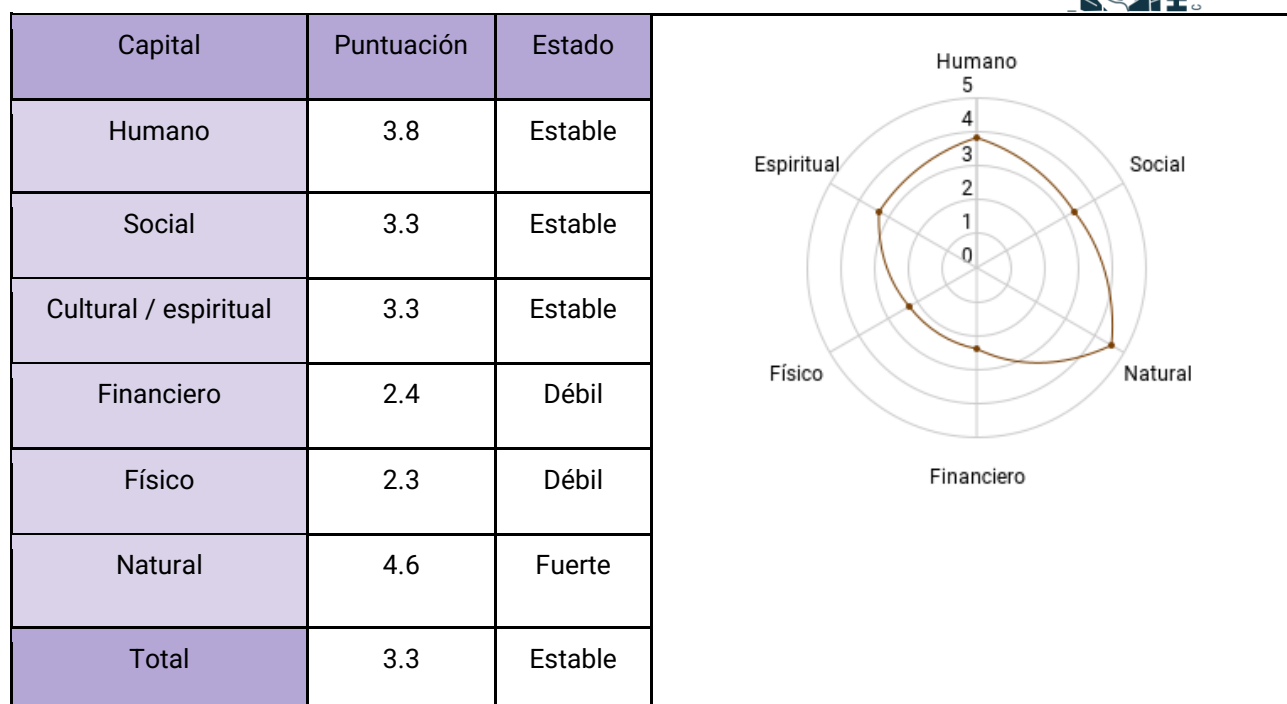 Capital Puntuación Estado
Humano 3.8 Estable
Social 3.3 Estable
Cultural / espiritual 3.3 Estable
Financiero 2.4 Débil
Físico 2.3 Débil
Natural 4.6 Fuerte
Total 3.3 Estable
Humano
5
4
3
2
1
0
Espiritual
Social
Físico
Natural
Financiero